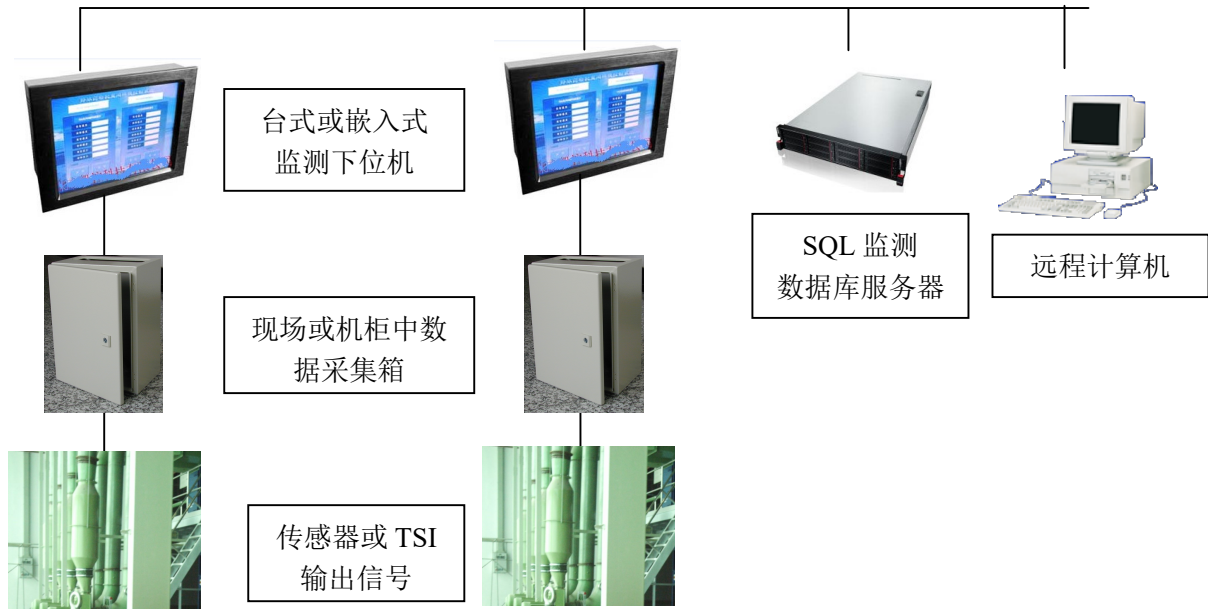 台式或嵌入式
监测下位机
SQL 监测
数据库服务器
远程计算机
现场或机柜中数
据采集箱
传感器或 TSI
输出信号